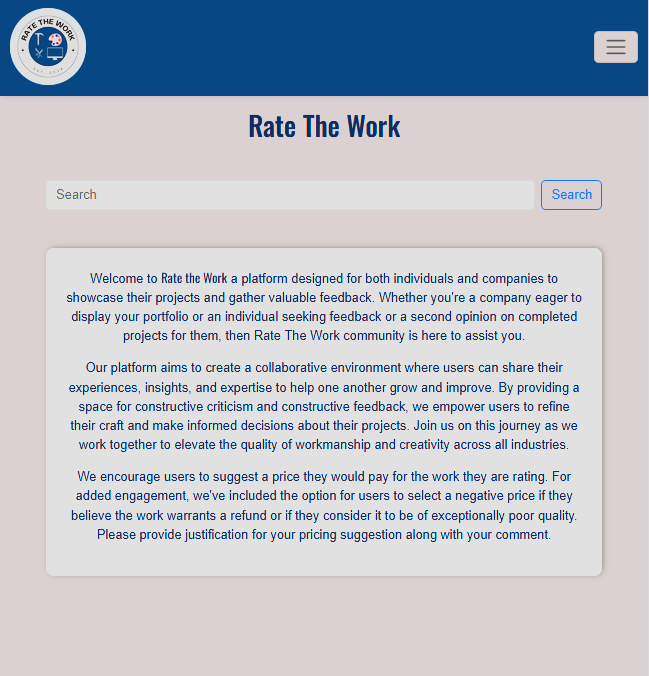 RATE THE WORK
EST. 2024
Rate The Work
Search
Search
Welcome to Rate the Work a platform designed for both individuals and companies to
showcase their projects and gather valuable feedback. Whether you're a company eager to
display your portfolio or an individual seeking feedback or a second opinion on completed
projects for them, then Rate The Work community is here to assist you.
Our platform aims to create a collaborative environment where users can share their
experiences, insights, and expertise to help one another grow and improve. By providing a
space for constructive criticism and constructive feedback, we empower users to refine
their craft and make informed decisions about their projects. Join us on this journey as we
work together to elevate the quality of workmanship and creativity across all industries.
We encourage users to suggest a price they would pay for the work they are rating. For
added engagement, we've included the option for users to select a negative price if they
believe the work warrants a refund or if they consider it to be of exceptionally poor quality.
Please provide justification for your pricing suggestion along with your comment.